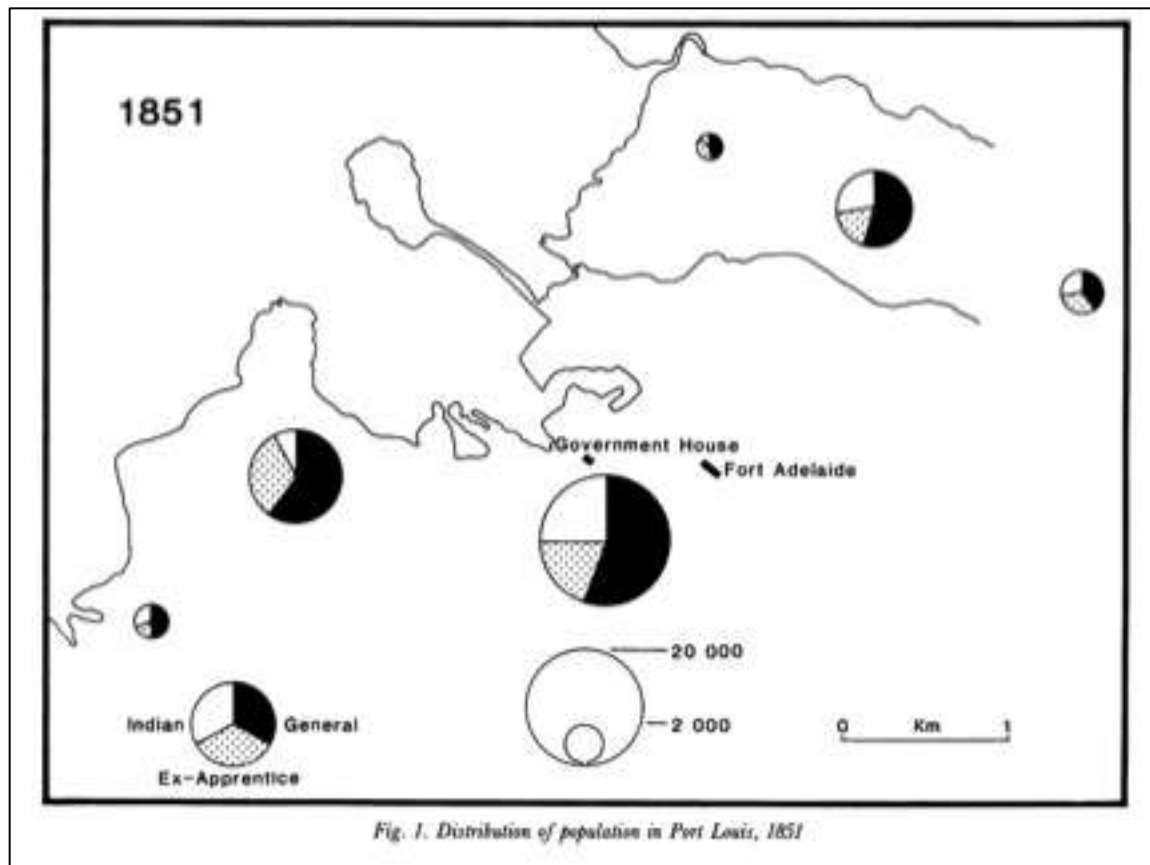 1851
Government House
Fort Adelaide
20 000
2 000
Indian
General
Ex-Apprentice
0 Km 1
Fig. 1. Distribution of population in Port Louis, 1851